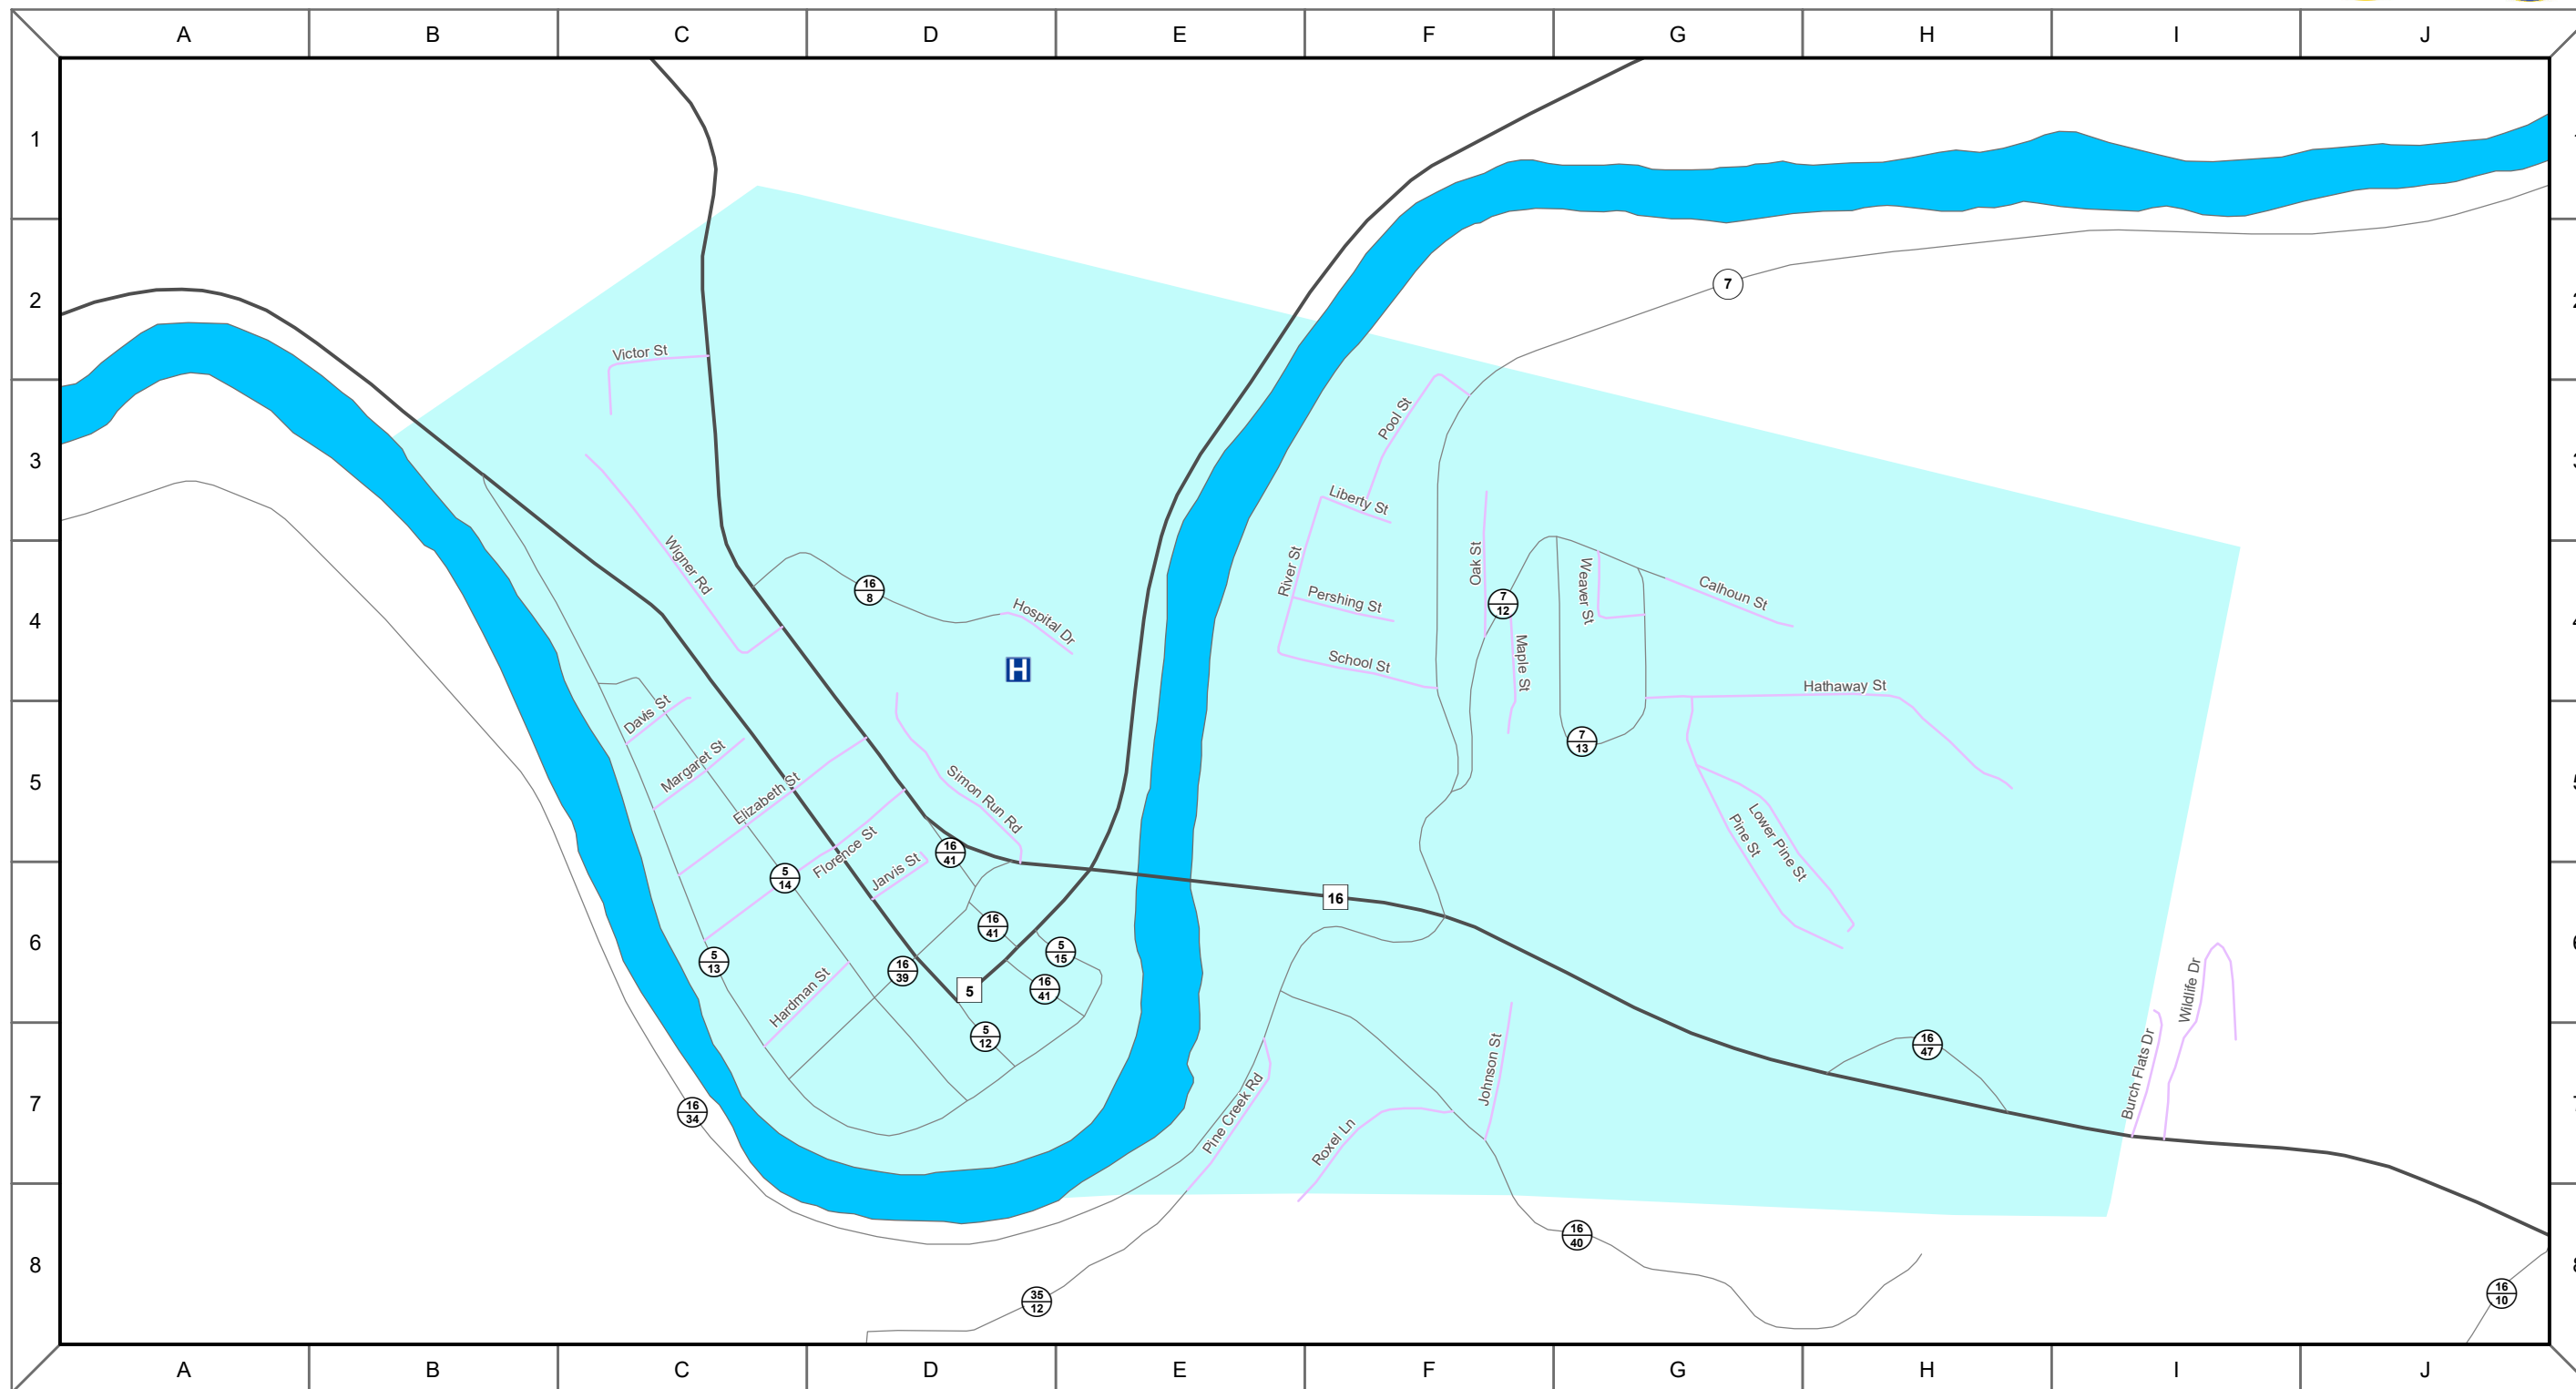 A B C D E F G H I J
1
7
2
2
Victor St
Pool St
3
Liberty St
Wigner Rd
Oak St
River St
Weaver St
16
8
Calhoun St
7
12
Pershing St
Hospital Dr
4
Maple St
School St
H
Hathaway St
Davis St
7
13
Margaret St
5
Elizabeth St
Simon Run Rd
Lower Pine St
Pine St
Florence St
16
41
Jarvis St
5
14
16
16
41
6
5
15
5
13
16
39
5
16
41
Hardman St
Wildlife Dr
5
12
16
47
Johnson St
Burch Flats Dr
7
16
34
Pine Creek Rd
Roxel Ln
16
40
8
35
12
16
10
A B C D E F G H I J